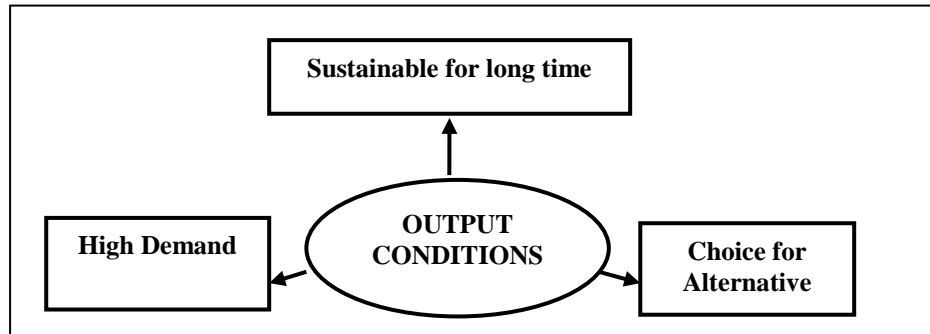 Sustainable for long time
OUTPUT
CONDITIONS
High Demand
Choice for
Alternative